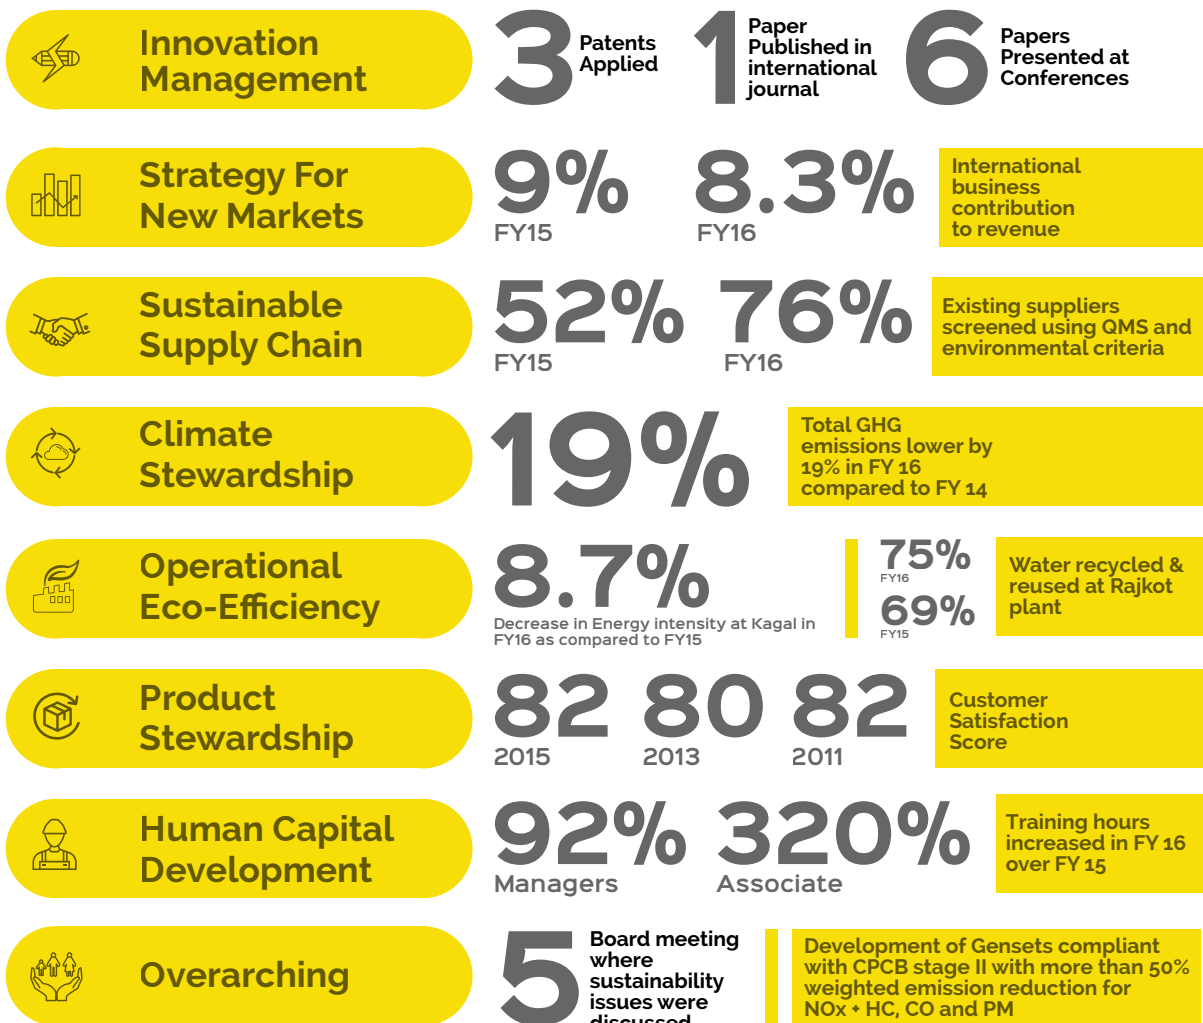 Innovation
Management
3
Patents
Applied
1
Paper
Published in
international
journal
6
Papers
Presented at
Conferences
Strategy For
New Markets
9%
FY15
8.3%
FY16
International
business
contribution
to revenue
Sustainable
Supply Chain
52%
FY15
76%
FY16
Existing suppliers
screened using QMS and
environmental criteria
Climate
Stewardship
19%
Total GHG
emissions lower by
19% in FY 16
compared to FY 14
Operational
Eco-Efficiency
8.7%
Decrease in Energy intensity at Kagal in
FY16 as compared to FY15
75%
FY16
69%
FY15
Water recycled &
reused at Rajkot
plant
Product
Stewardship
82
2015
80
2013
82
2011
Customer
Satisfaction
Score
Human Capital
Development
92%
Managers
320%
Associate
Training hours
increased in FY 16
over FY 15
Overarching
5
Board meeting
where
sustainability
issues were
discussed
Development of Gensets compliant
with CPCB stage II with more than 50%
weighted emission reduction for
NOx + HC, CO and PM